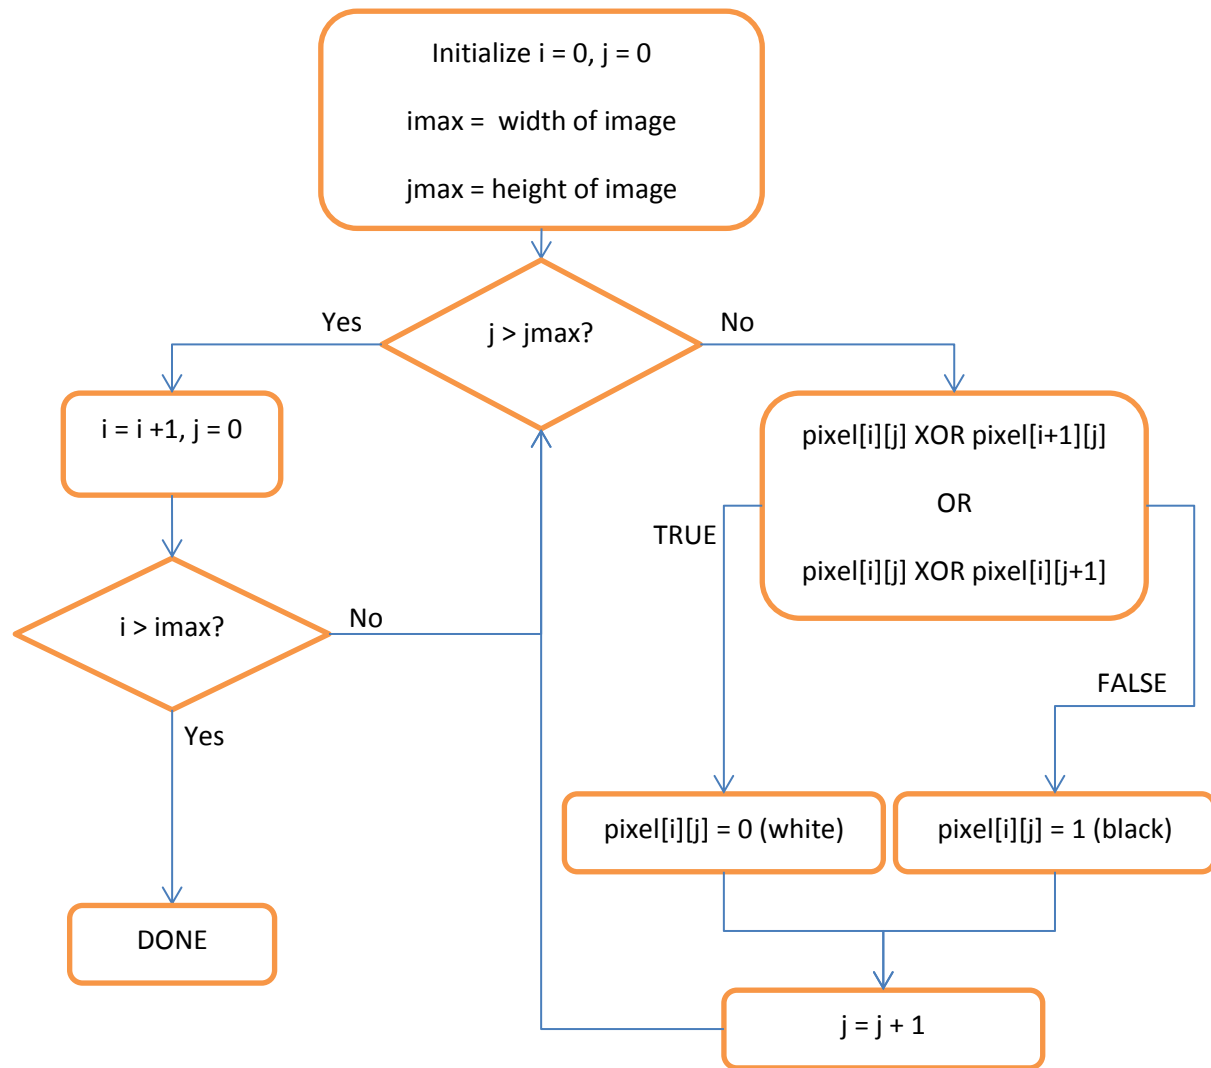 Initialize i = 0, j = 0
imax =  width of image
jmax = height of image
j > jmax?
Yes
No
i = i +1, j = 0
pixel[i][j] XOR pixel[i+1][j]
OR
pixel[i][j] XOR pixel[i][j+1]
TRUE
FALSE
i > imax?
No
Yes
pixel[i][j] = 0 (white)
pixel[i][j] = 1 (black)
DONE
j = j + 1